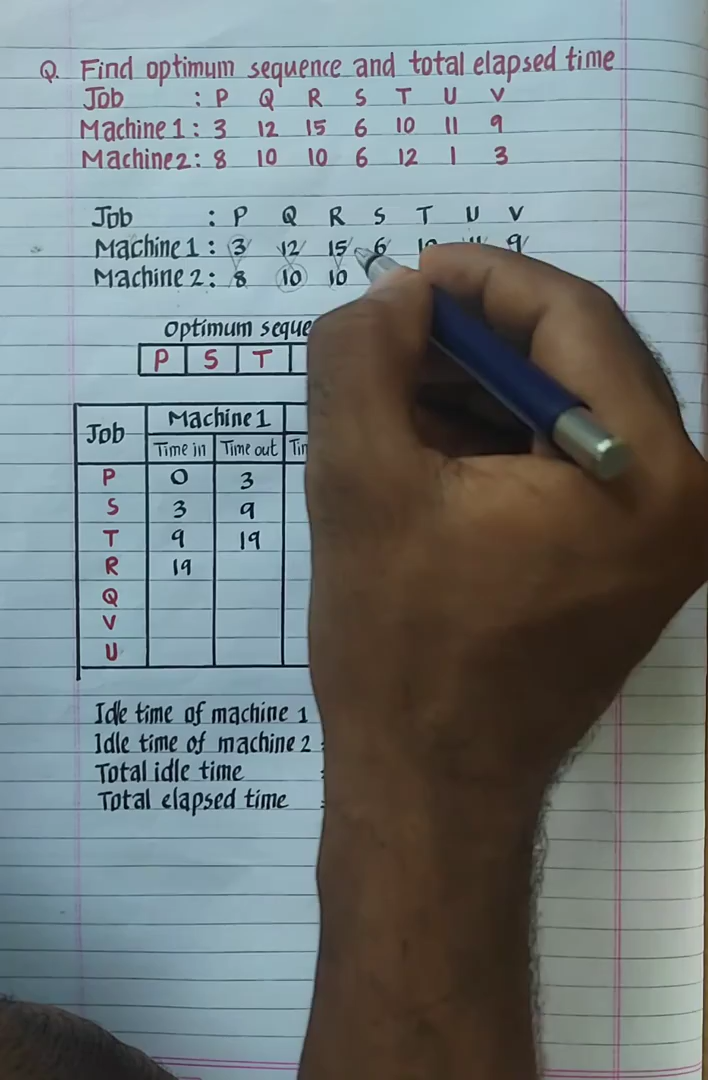 Q. Find optimum sequence and total elapsed time
Job : P Q R S T U V
Machine 1 : 3 12 15 6 10 11 9
Machine 2 : 8 10 10 6 12 1 3
Job : P Q R S T U V
Machine 1 : 3 12 15 6 9
Machine 2 : 8 10 10
Optimum
P S T
Job Machine 1
Time in Time out
P 0 3
S 3 9
T 9 19
R 19
Q
V
U
Idle time of machine 1
Idle time of machine 2 :
Total idle time :
Total elapsed time :